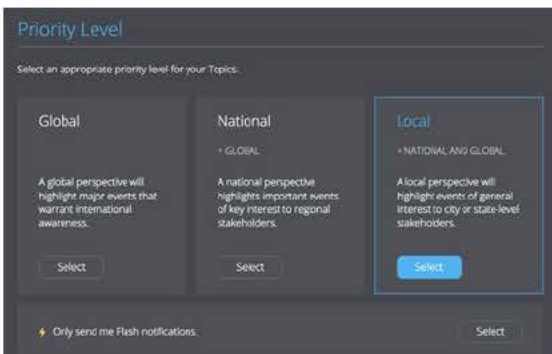 Priority Level
Select an appropriate priority level for your Topics.
Global
A global perspective will
highlight major events that
warrant international
awareness.
Select
National
+ GLOBAL
A national perspective
highlights important events
of key interest to regional
stakeholders.
Select
Local
+ NATIONAL AND GLOBAL
A local perspective will
highlight events of general
interest to city or state-level
stakeholders.
Select
Only send me Flash notifications.
Select